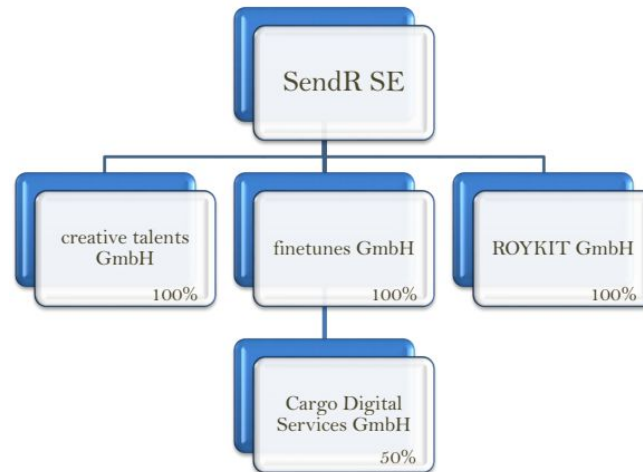 SendR SE
creative talents
GmbH
100%
finetunes GmbH
100%
ROYKIT GmbH
100%
Cargo Digital
Services GmbH
50%